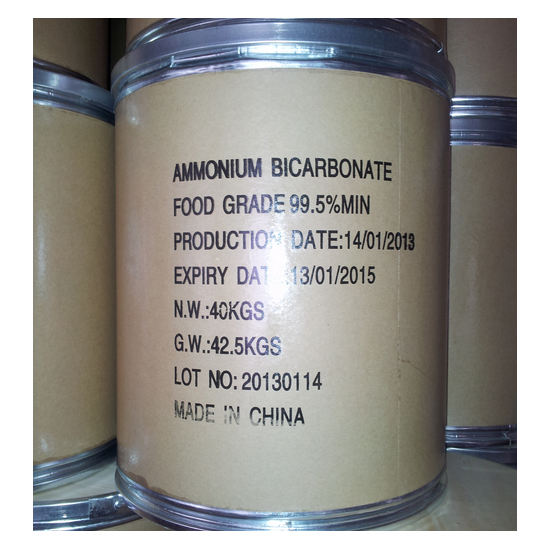 AMMONIUM BICARBONATE
FOOD GRADE 99.5%MIN
PRODUCTION DATE:14/01/2013
EXPIRY DAT :13/01/2015
N.W.:40KGS
G.W.:42.5KGS
LOT NO: 20130114
MADE IN CHINA